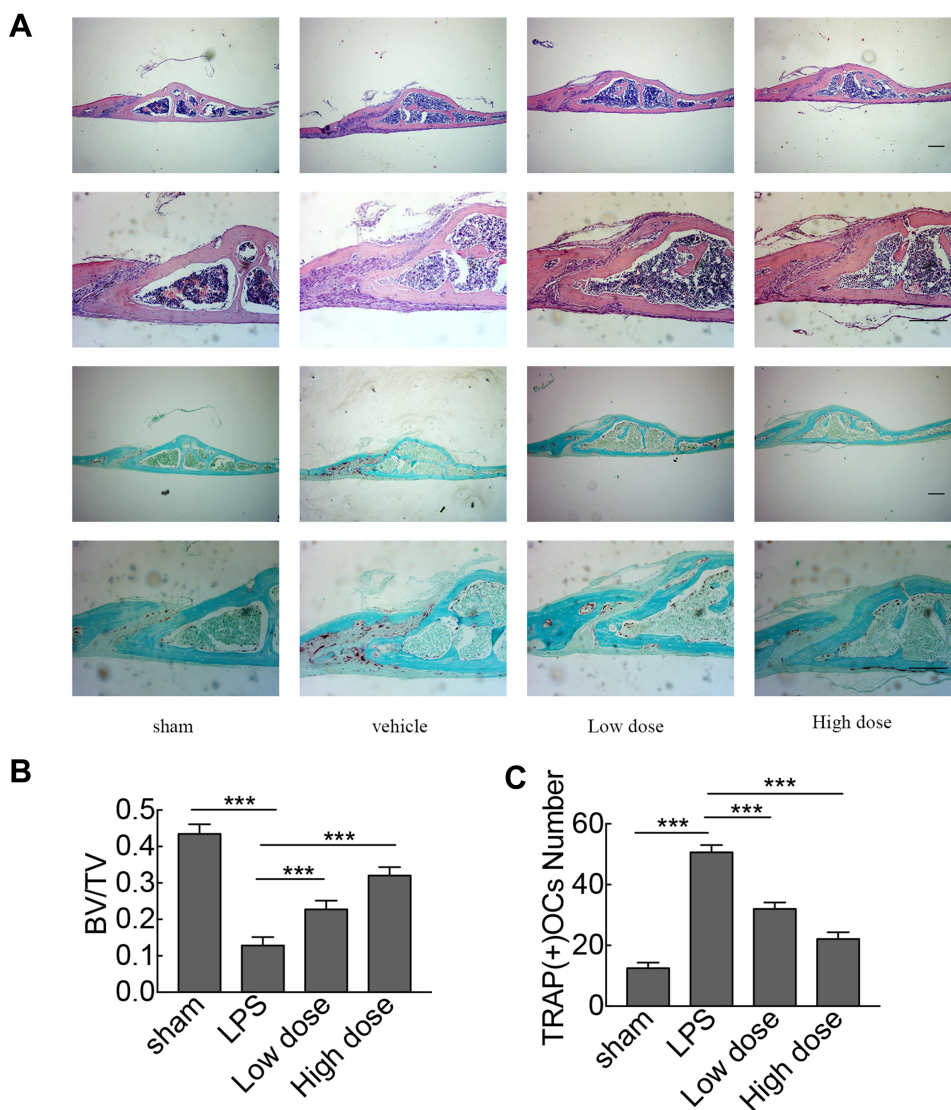 A
sham vehicle Low dose High dose
B
0.5
0.4
0.3
0.2
0.1
0.0
BV/TV
***
***
***
sham
LPS
Low dose
High dose
C
60
40
20
0
TRAP(+)OCs Number
***
***
***
sham
LPS
Low dose
High dose